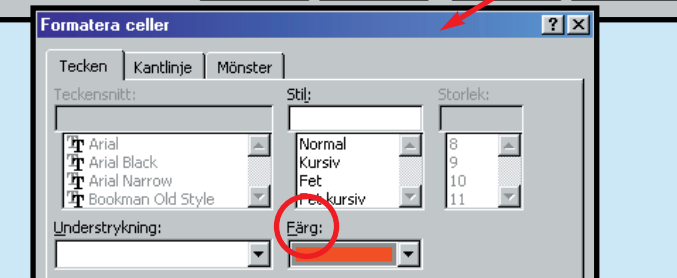 Formatera celler
Tecken Kantlinje Mönster
Teckensnitt: Stil: Storlek:
Arial Normal 8
Arial Black Kursiv 9
Arial Narrow Fet 10
Bookman Old Style Fet kursiv 11
Understrykning: Färg: